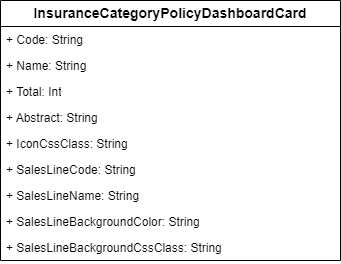 InsuranceCategoryPolicyDashboardCard
+ Code: String
+ Name: String
+ Total: Int
+ Abstract: String
+ IconCssClass: String
+ SalesLineCode: String
+ SalesLineName: String
+ SalesLineBackgroundColor: String
+ SalesLineBackgroundCssClass: String